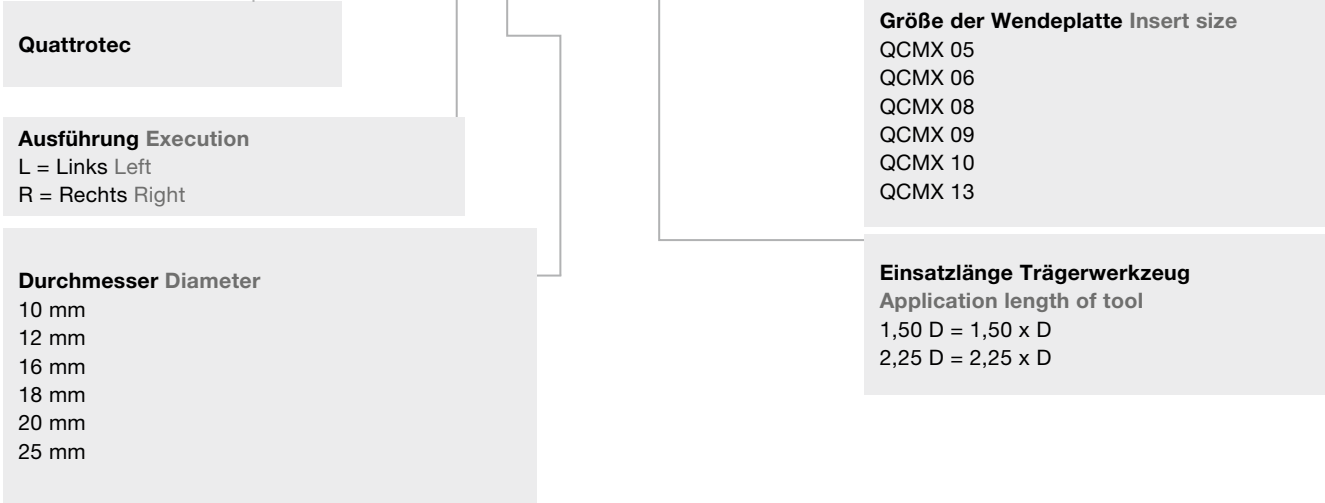 Quattrotec
Ausführung Execution
L = Links Left
R = Rechts Right
Durchmesser Diameter
10 mm
12 mm
16 mm
18 mm
20 mm
25 mm
Größe der Wendeplatte Insert size
QCMX 05
QCMX 06
QCMX 08
QCMX 09
QCMX 10
QCMX 13
Einsatzlänge Trägerwerkzeug
Application length of tool
1,50 D = 1,50 x D
2,25 D = 2,25 x D